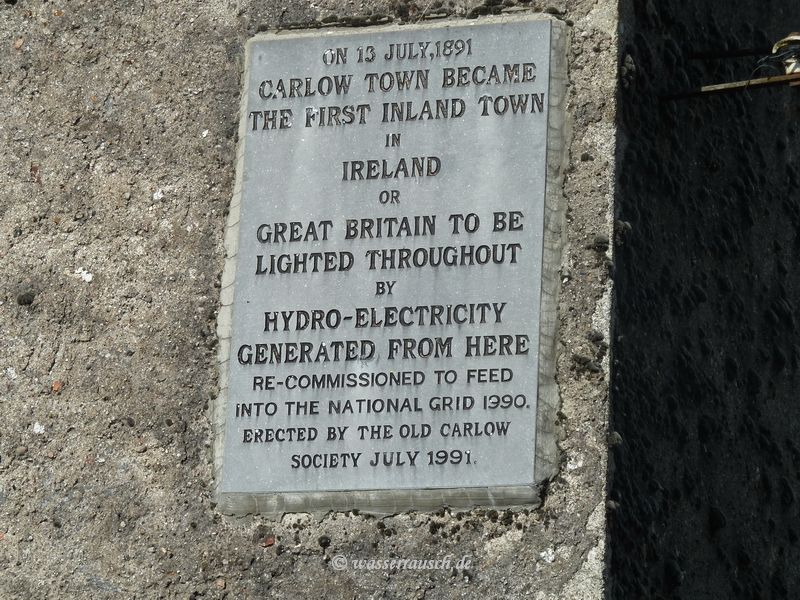 ON 13 JULY, 1891
CARLOW TOWN BECAME
THE FIRST INLAND TOWN
IN
IRELAND
OR
GREAT BRITAIN TO BE
LIGHTED THROUGHOUT
BY
HYDRO-ELECTRICITY
GENERATED FROM HERE
RE-COMMISSIONED TO FEED
INTO THE NATIONAL GRID 1990.
ERECTED BY THE OLD CARLOW
SOCIETY JULY 1991.
© wasserrausch.de